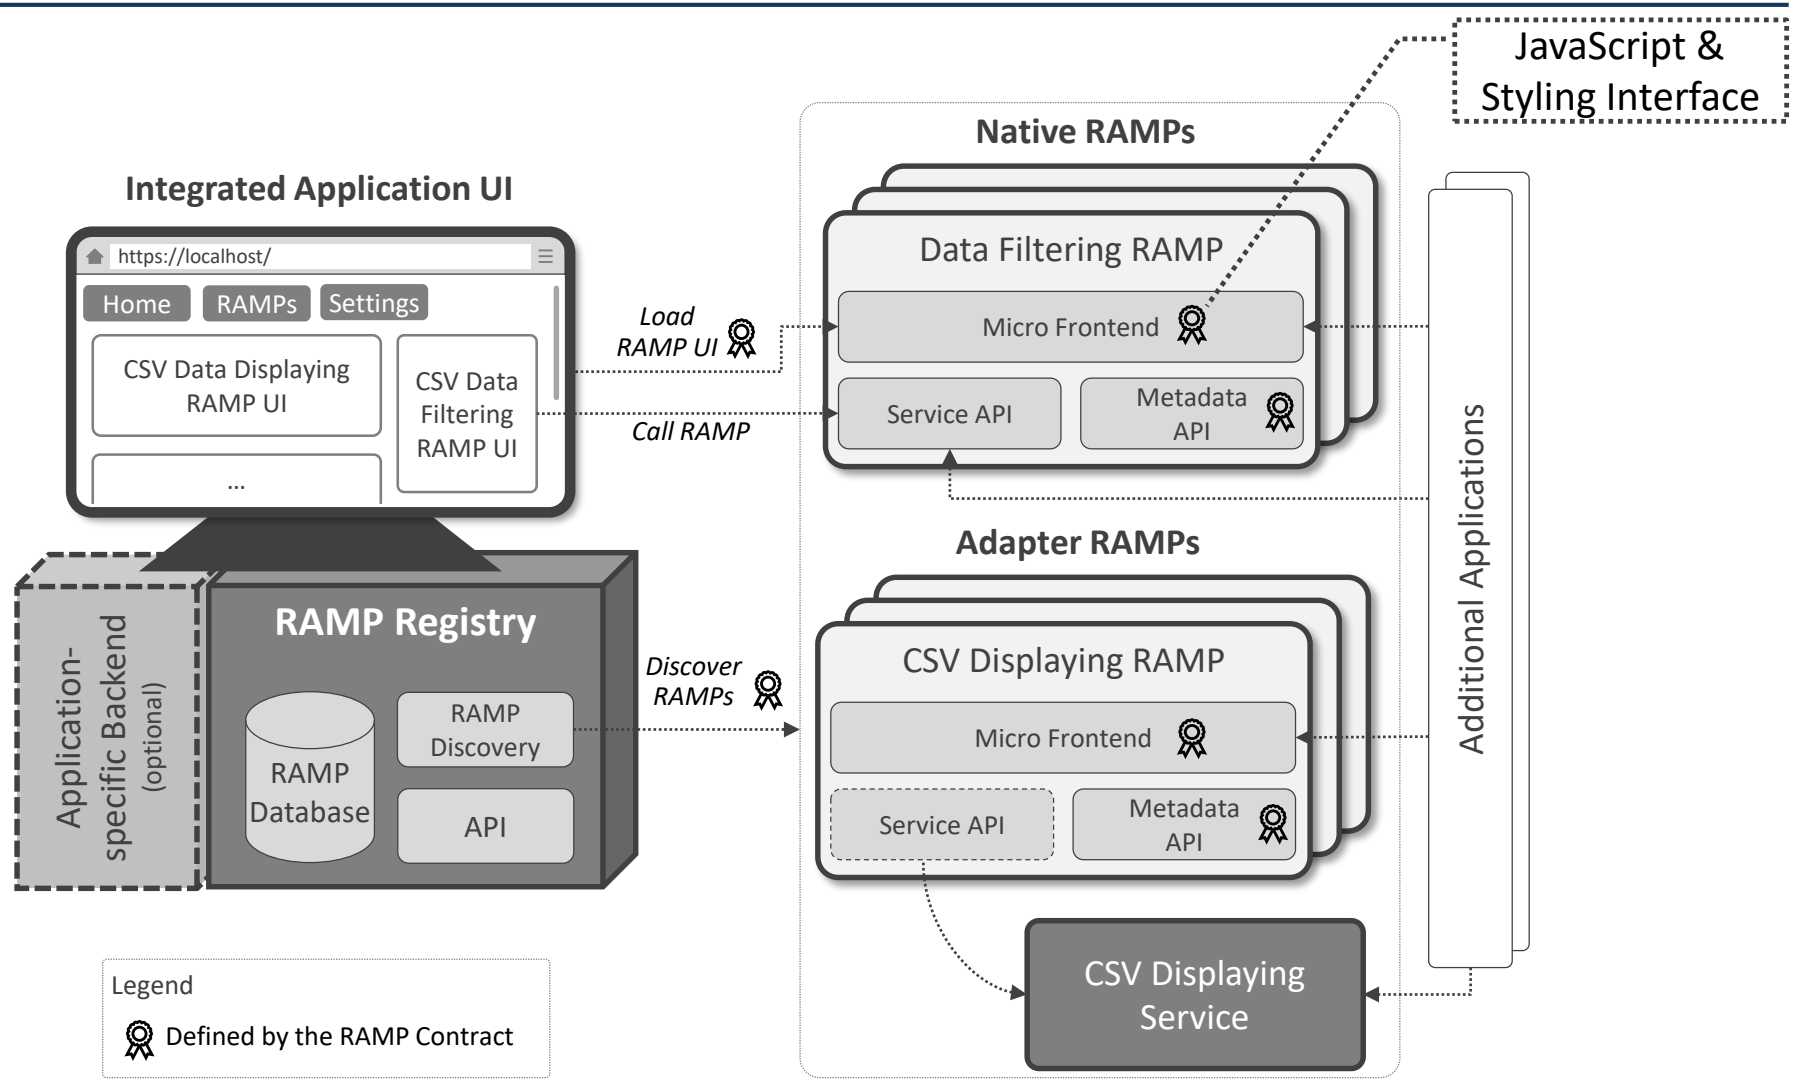 JavaScript &
Styling Interface
Native RAMPs
Integrated Application UI
https://localhost/
Home
RAMPs
Settings
CSV Data Displaying
RAMP UI
CSV Data
Filtering
RAMP UI
...
Load
RAMP UI
Call RAMP
Data Filtering RAMP
Micro Frontend
Service API
Metadata
API
Additional Applications
Adapter RAMPs
RAMP Registry
Application-
specific Backend
(optional)
RAMP
Database
RAMP
Discovery
API
Discover
RAMPs
CSV Displaying RAMP
Micro Frontend
Service API
Metadata
API
CSV Displaying
Service
Legend
Defined by the RAMP Contract